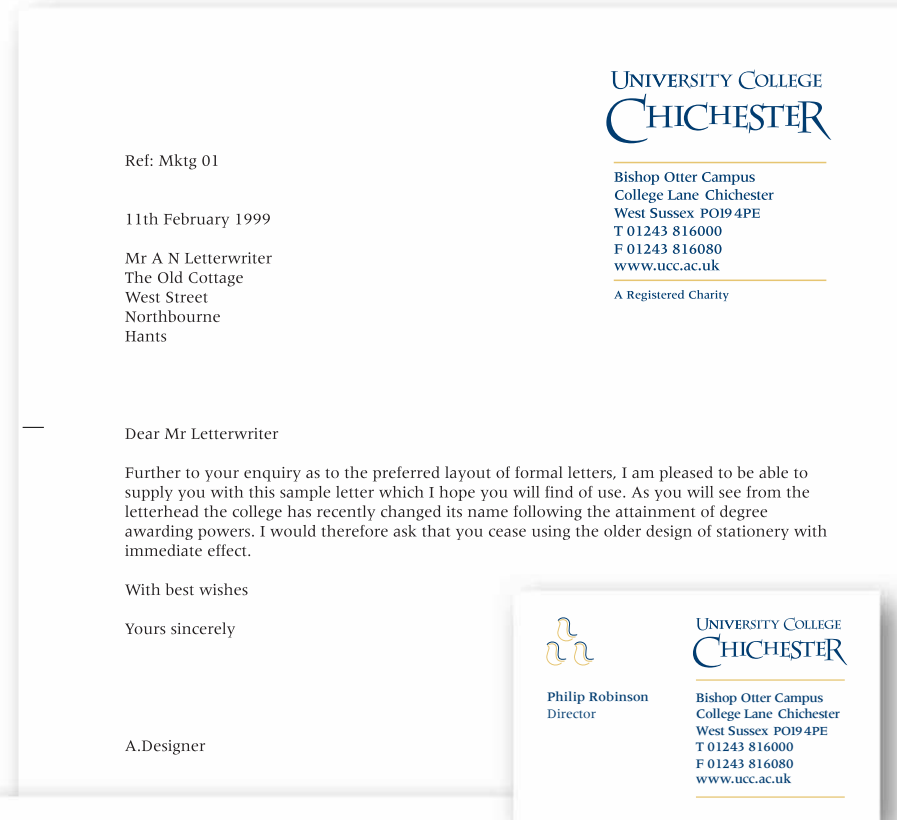 UNIVERSITY COLLEGE
CHICHESTER
Bishop Otter Campus
College Lane Chichester
West Sussex PO19 4PE
T 01243 816000
F 01243 816080
www.ucc.ac.uk
A Registered Charity
Ref: Mktg 01
11th February 1999
Mr A N Letterwriter
The Old Cottage
West Street
Northbourne
Hants
Dear Mr Letterwriter
Further to your enquiry as to the preferred layout of formal letters, I am pleased to be able to
supply you with this sample letter which I hope you will find of use. As you will see from the
letterhead the college has recently changed its name following the attainment of degree
awarding powers. I would therefore ask that you cease using the older design of stationery with
immediate effect.
With best wishes
Yours sincerely
A.Designer
UNIVERSITY COLLEGE
CHICHESTER
Philip Robinson
Director
Bishop Otter Campus
College Lane Chichester
West Sussex PO19 4PE
T 01243 816000
F 01243 816080
www.ucc.ac.uk